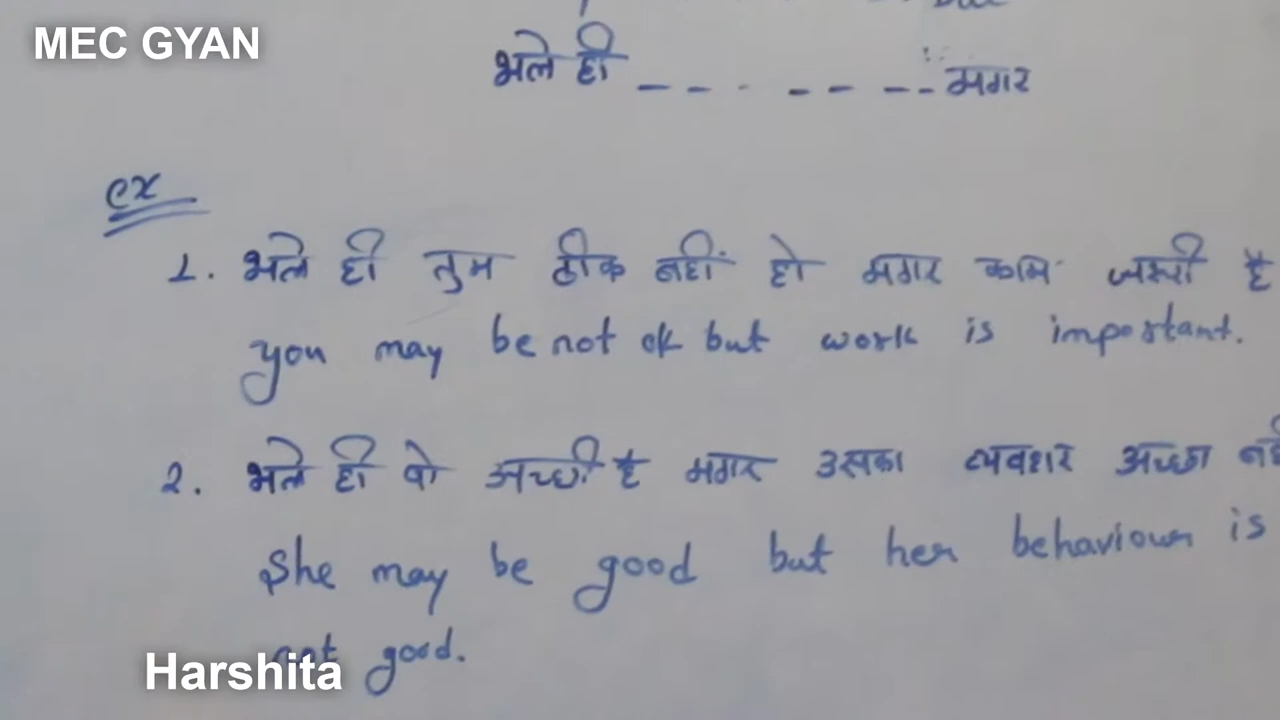 MEC GYAN
भले ही - - - - - - - मगर
ex
1. भले ही तुम ठीक नहीं हो मगर काम जरूरी है
you may be not ok but work is important.
2. भले ही वो अच्छी है मगर उसका व्यवहार अच्छा
She may be good but her behaviour is
not good.
Harshita